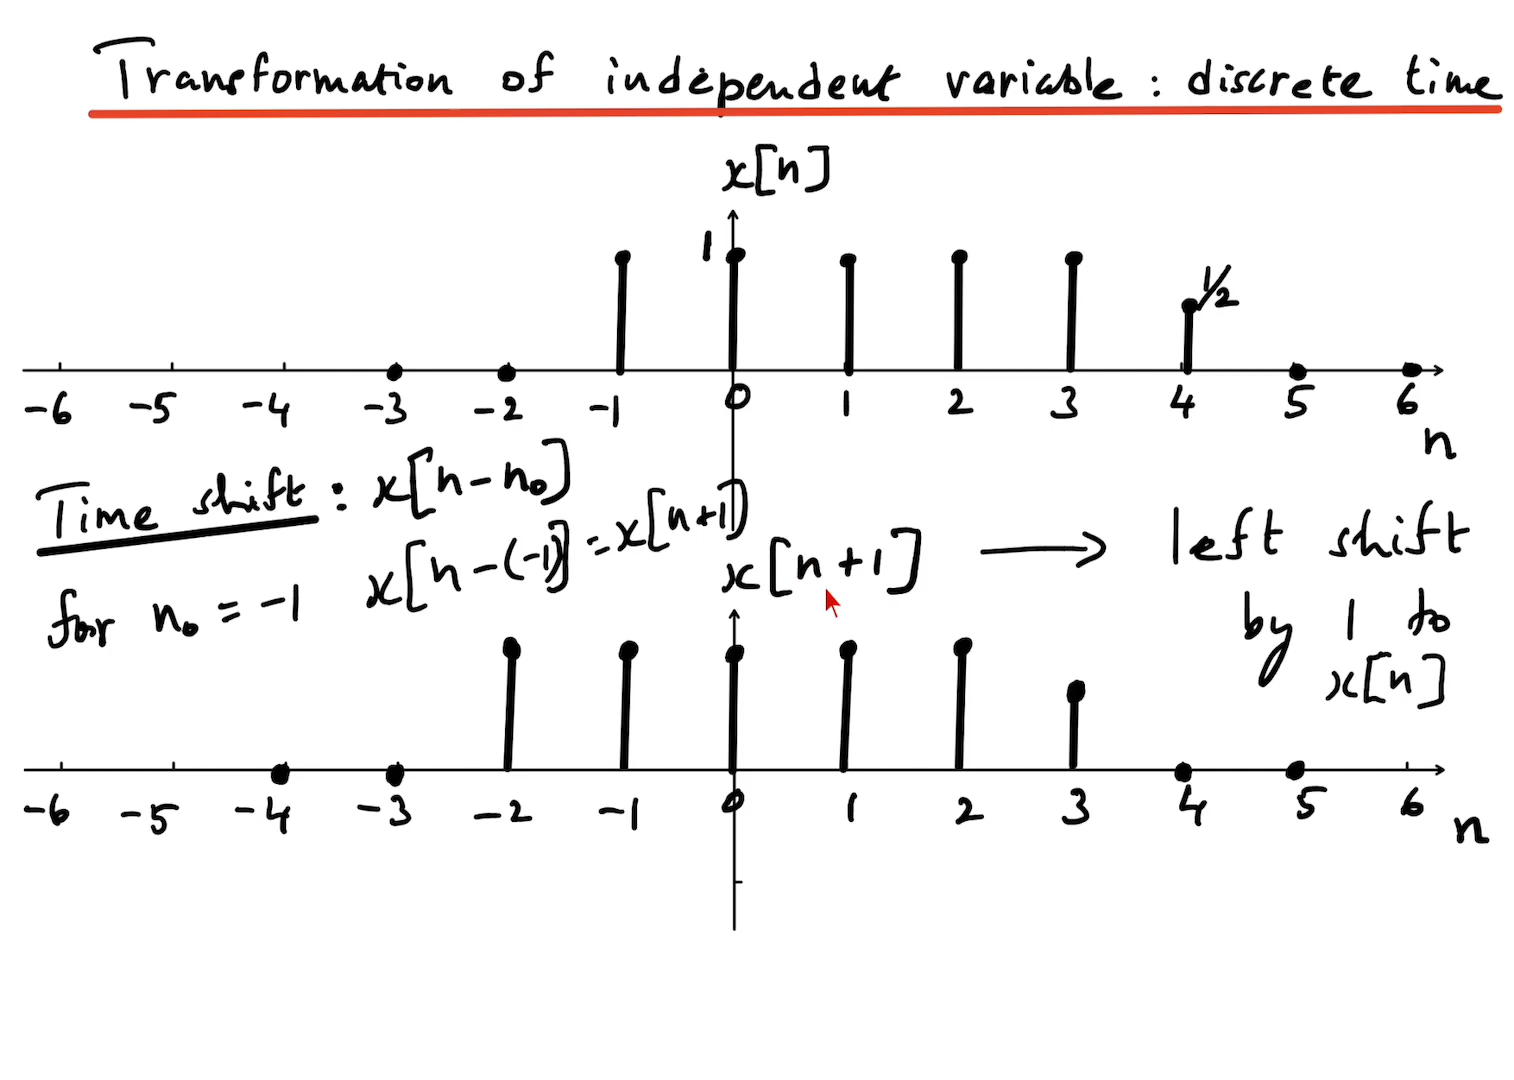 Transformation of independent variable : discrete time
x[n]
1
1/2
-6 -5 -4 -3 -2 -1 0 1 2 3 4 5 6
n
Time shift : x[n-n₀]
for n₀ = -1
x[n-(-1)] = x[n+1]
x[n+1] → left shift
by 1 to
x[n]
-6 -5 -4 -3 -2 -1 0 1 2 3 4 5 6
n